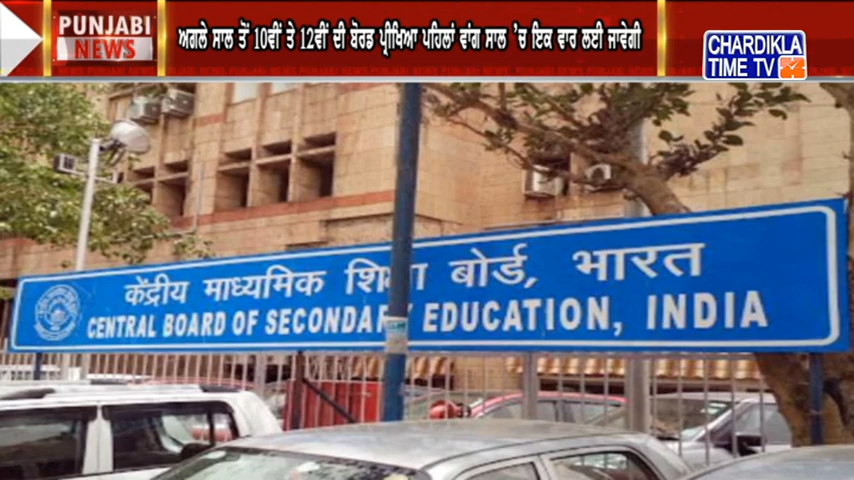 PUNJABI
NEWS
ਅਗਲੇ ਸਾਲ ਤੋਂ 10ਵੀਂ ਤੇ 12ਵੀਂ ਦੀ ਬੋਰਡ ਪ੍ਰੀਖਿਆ ਪਹਿਲਾਂ ਵਾਂਗ ਸਾਲ 'ਚ ਇਕ ਵਾਰ ਲਈ ਜਾਵੇਗੀ
CHARDIKLA
TIME TV
केंद्रीय माध्यमिक शिक्षा बोर्ड, भारत
CENTRAL BOARD OF SECONDARY EDUCATION, INDIA